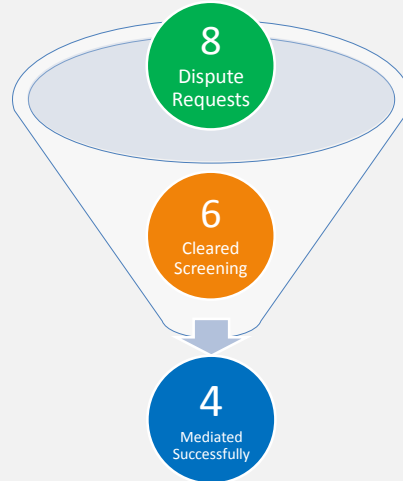 8
Dispute
Requests
6
Cleared
Screening
4
Mediated
Successfully